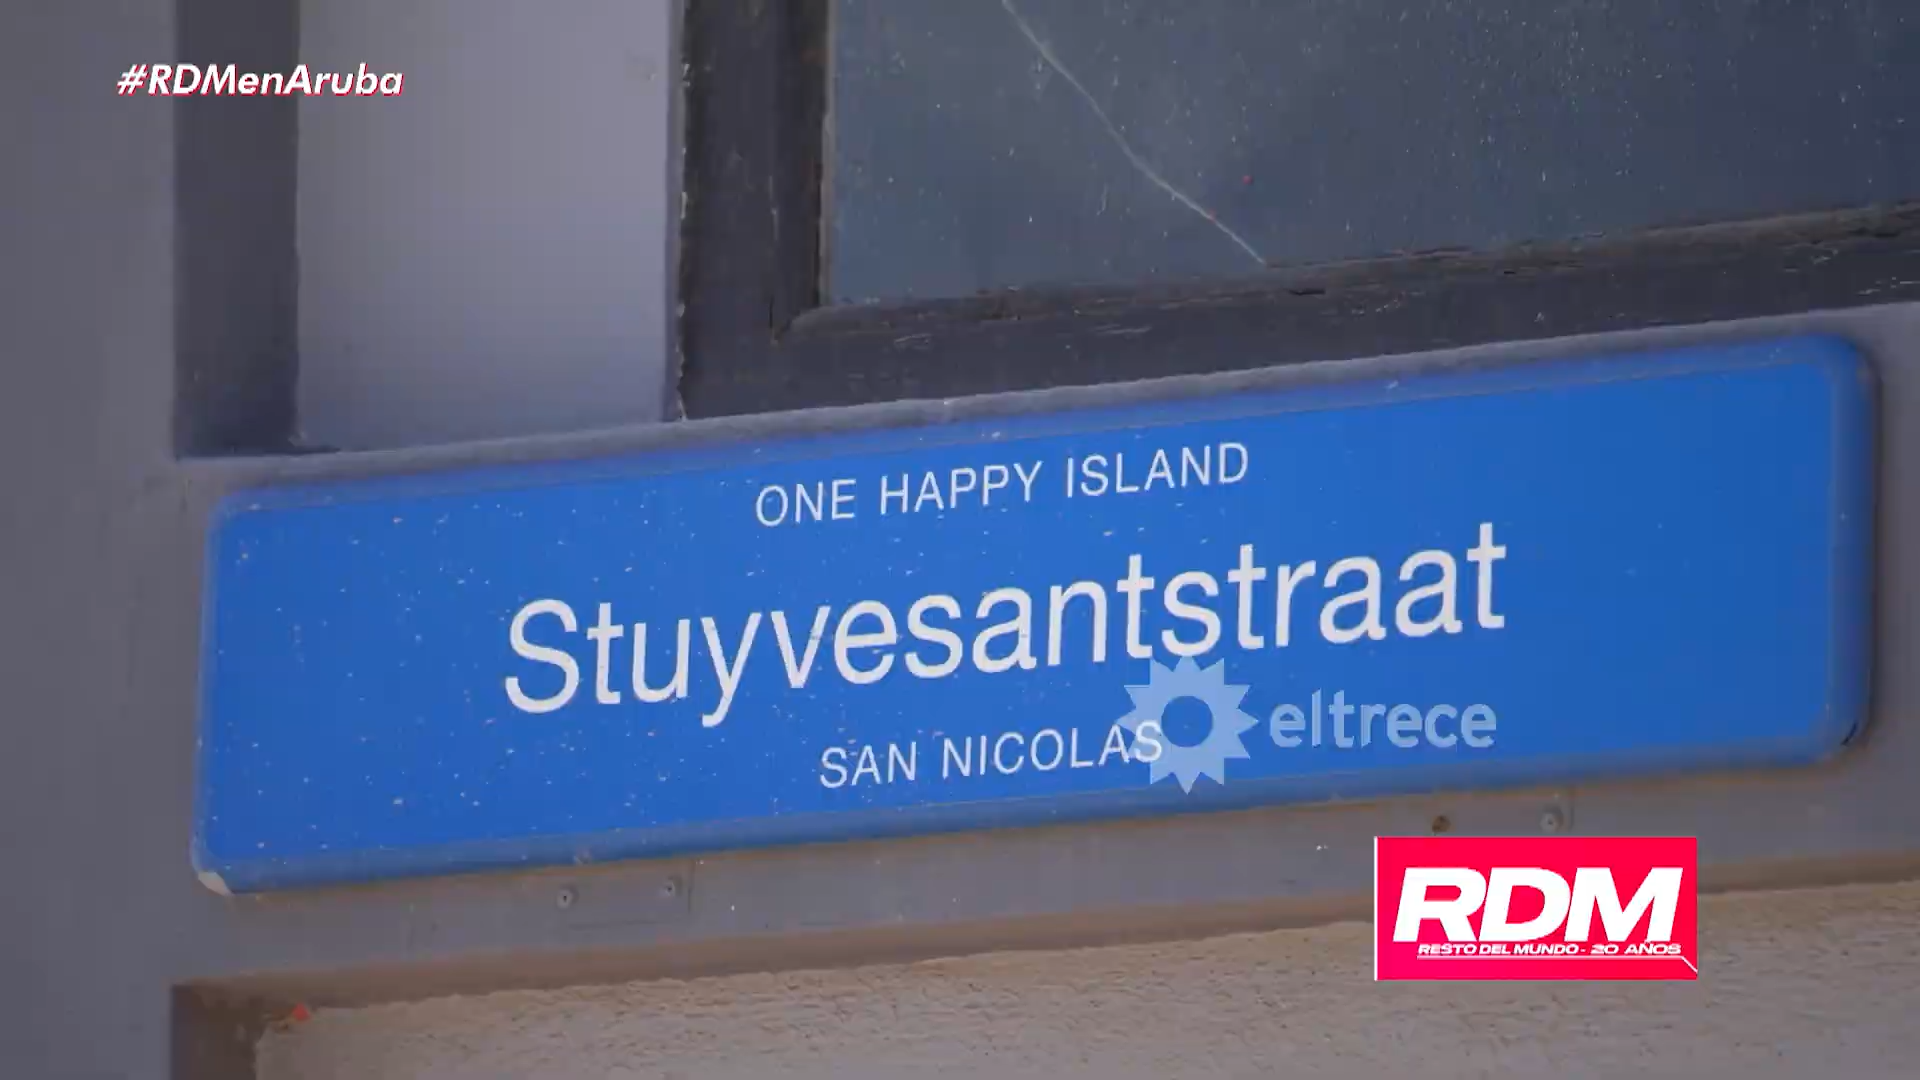 #RDMenAruba
ONE HAPPY ISLAND
Stuyvesantstraat
SAN NICOLAS
eltrece
RDM
RESTO DEL MUNDO - 20 AÑOS